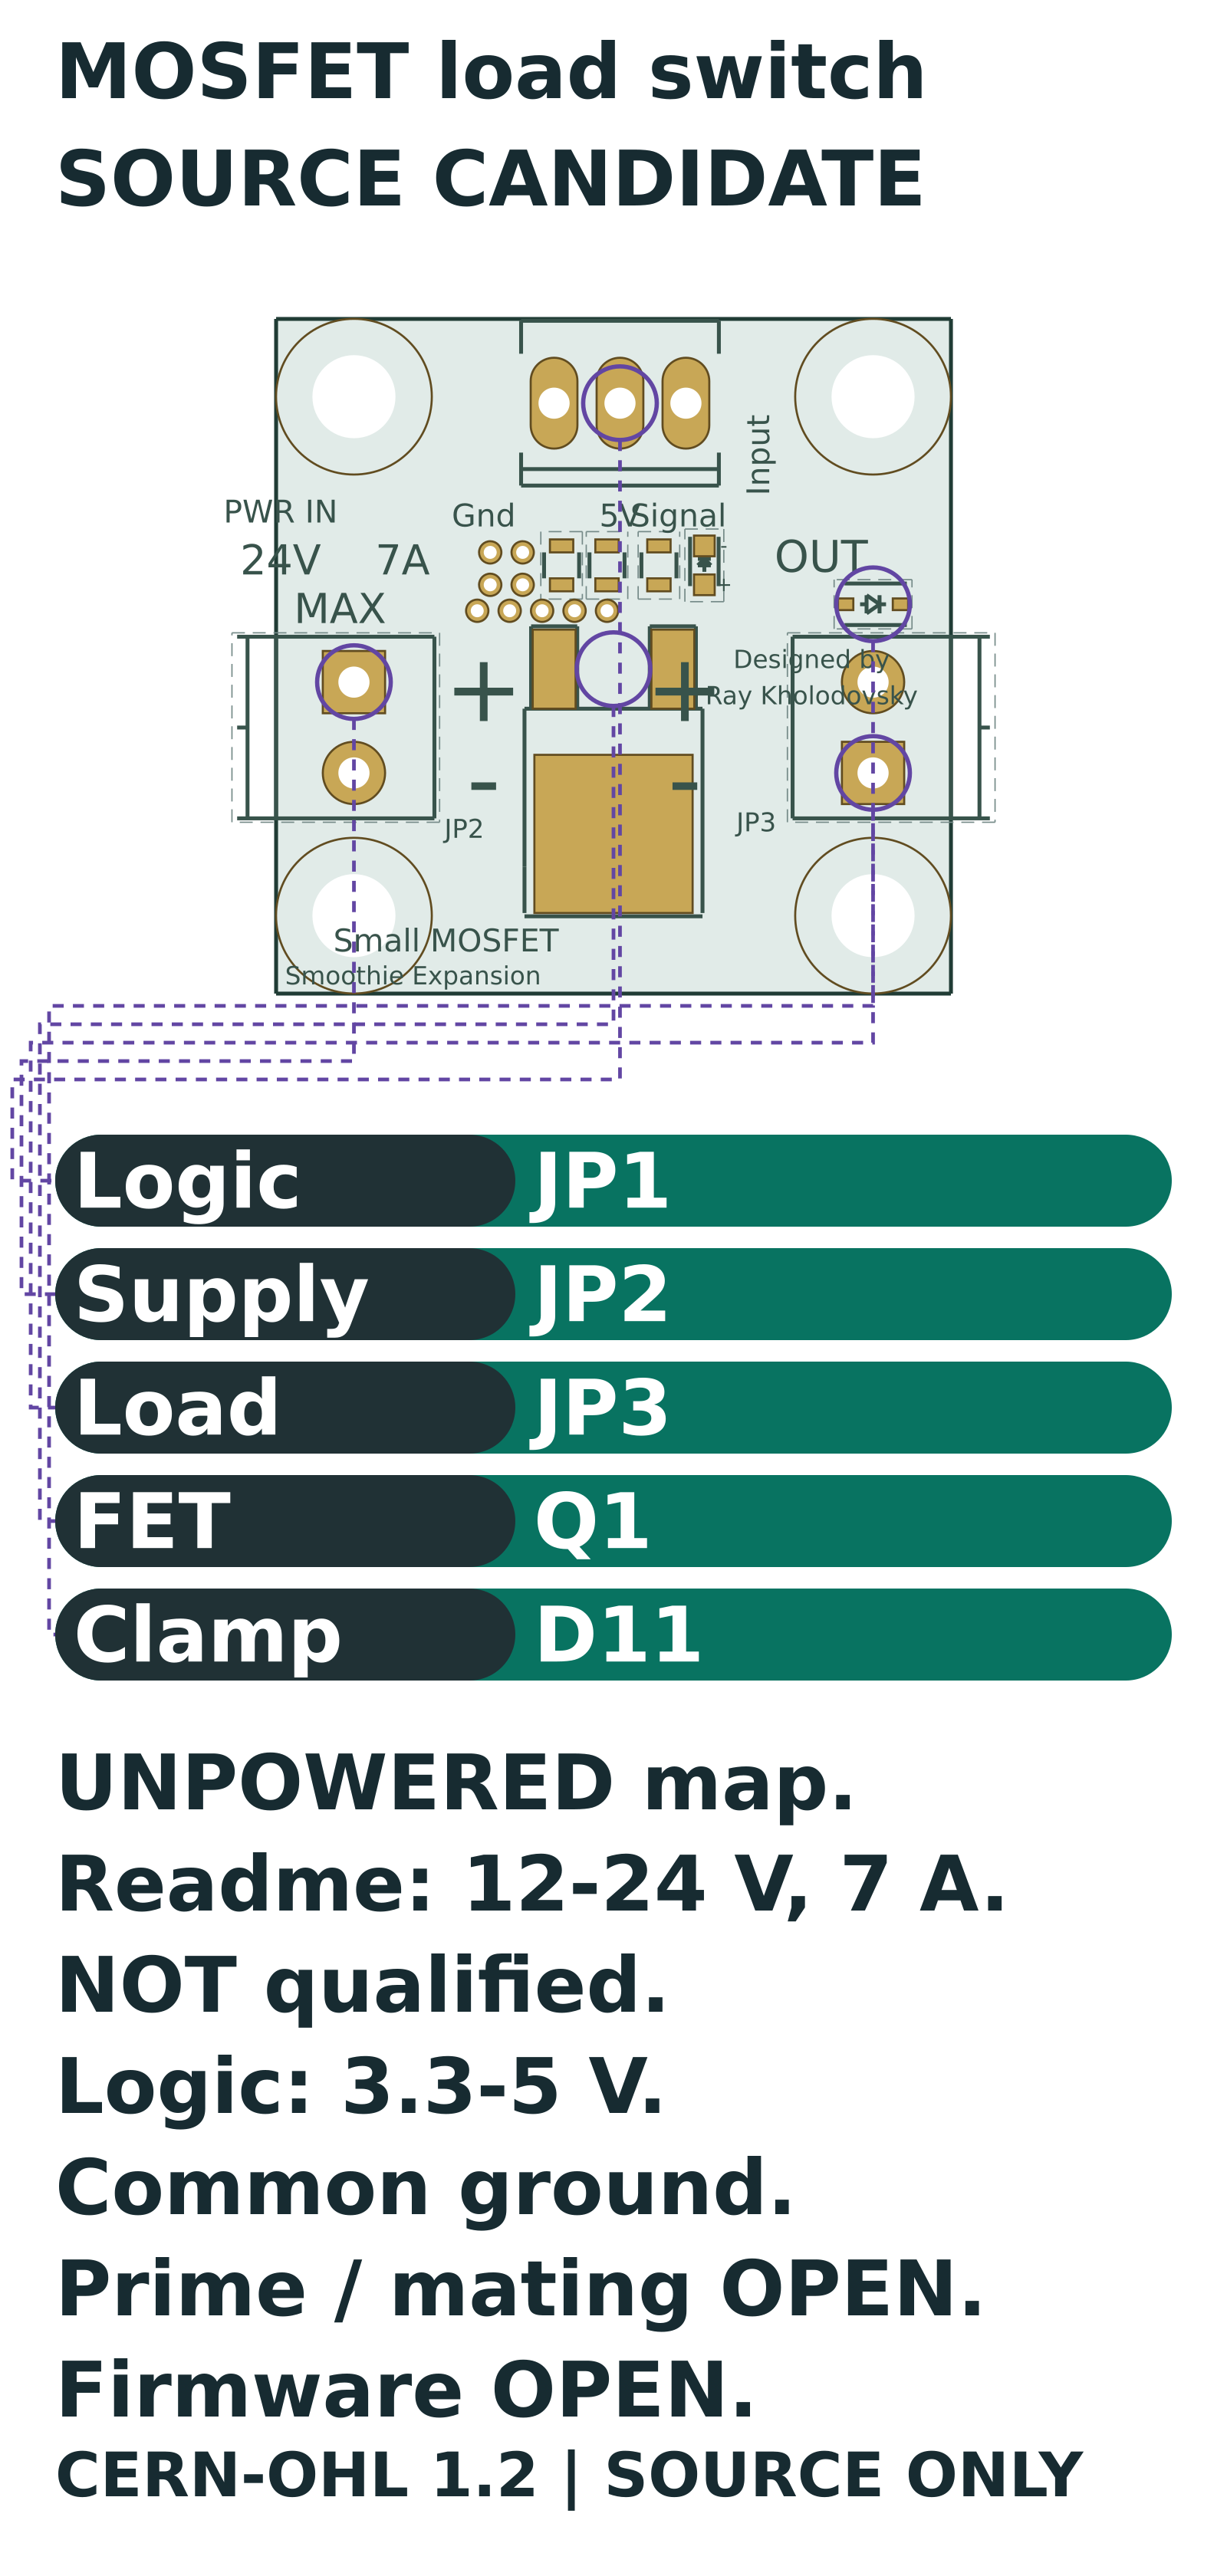 MOSFET load switch
SOURCE CANDIDATE
Input
PWR IN
Gnd 5V Signal
24V 7A OUT
MAX
Designed by
Ray Kholodovsky
+ +
- -
JP2 JP3
Small MOSFET
Smoothie Expansion
Logic JP1
Supply JP2
Load JP3
FET Q1
Clamp D11
UNPOWERED map.
Readme: 12-24 V, 7 A.
NOT qualified.
Logic: 3.3-5 V.
Common ground.
Prime / mating OPEN.
Firmware OPEN.
CERN-OHL 1.2 | SOURCE ONLY